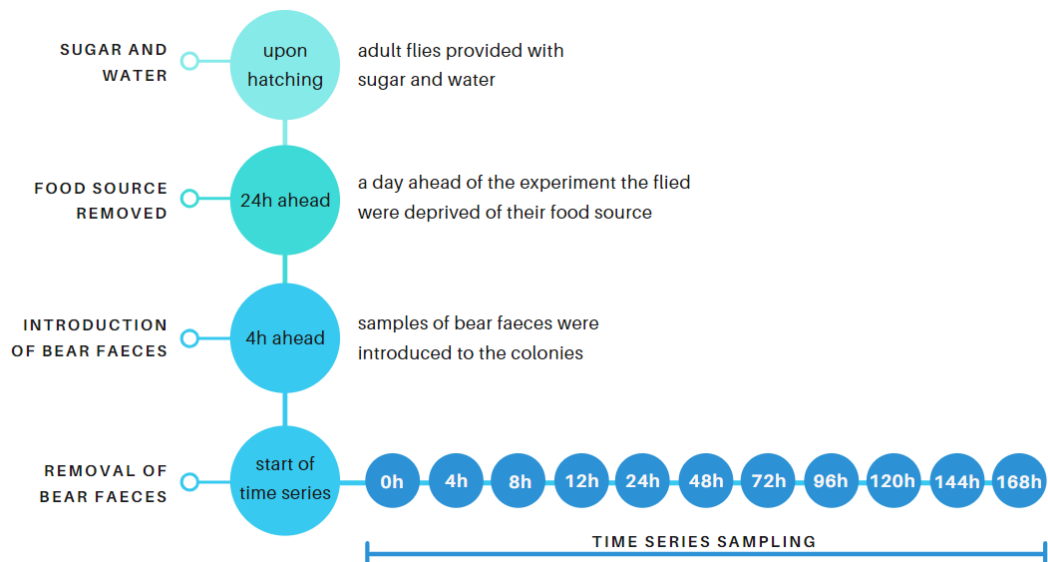 SUGAR AND
WATER
upon
hatching
adult flies provided with
sugar and water
FOOD SOURCE
REMOVED
24h ahead
a day ahead of the experiment the flied
were deprived of their food source
INTRODUCTION
OF BEAR FAECES
4h ahead
samples of bear faeces were
introduced to the colonies
REMOVAL OF
BEAR FAECES
start of
time series
0h 4h 8h 12h 24h 48h 72h 96h 120h 144h 168h
TIME SERIES SAMPLING